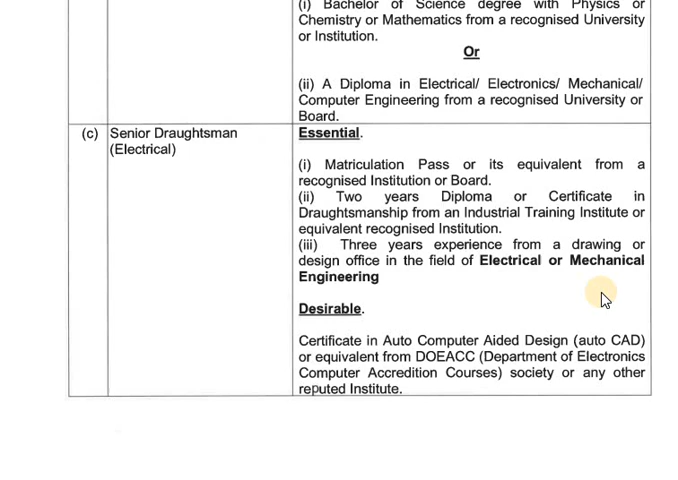 (i) Bachelor of Science degree with Physics or
Chemistry or Mathematics from a recognised University
or Institution.
Or
(ii) A Diploma in Electrical/ Electronics/ Mechanical/
Computer Engineering from a recognised University or
Board.
(c) Senior Draughtsman
(Electrical)
Essential.
(i) Matriculation Pass or its equivalent from a
recognised Institution or Board.
(ii) Two years Diploma or Certificate in
Draughtsmanship from an Industrial Training Institute or
equivalent recognised Institution.
(iii) Three years experience from a drawing or
design office in the field of Electrical or Mechanical
Engineering
Desirable.
Certificate in Auto Computer Aided Design (auto CAD)
or equivalent from DOEACC (Department of Electronics
Computer Accredition Courses) society or any other
reputed Institute.